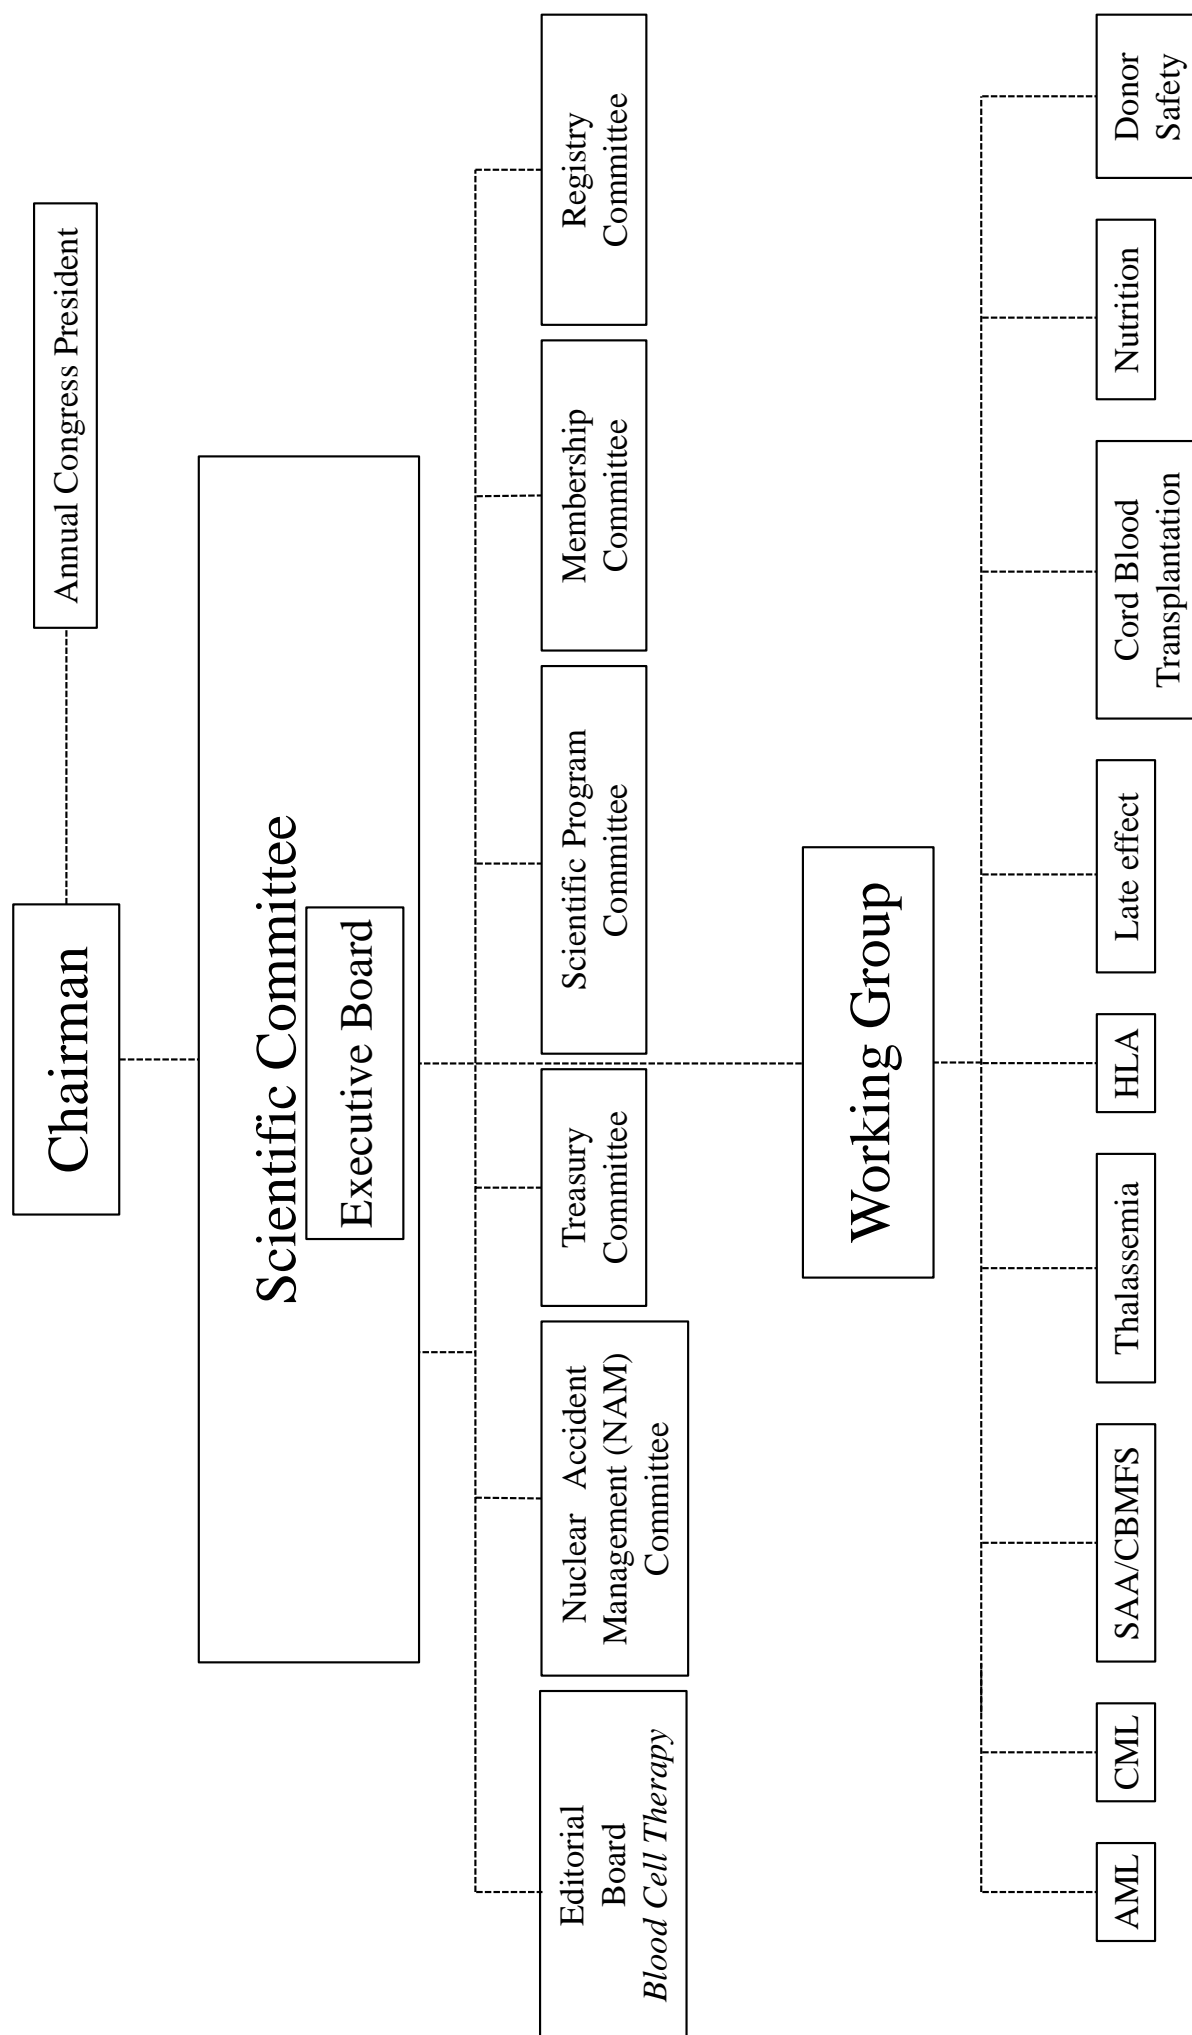 Chairman
Annual Congress President
Scientific Committee
Executive Board
Editorial
Board
Blood Cell Therapy
Nuclear Accident
Management (NAM)
Committee
Treasury
Committee
Scientific Program
Committee
Membership
Committee
Registry
Committee
Working Group
AML
CML
SAA/CBMFS
Thalassemia
HLA
Late effect
Cord Blood
Transplantation
Nutrition
Donor
Safety